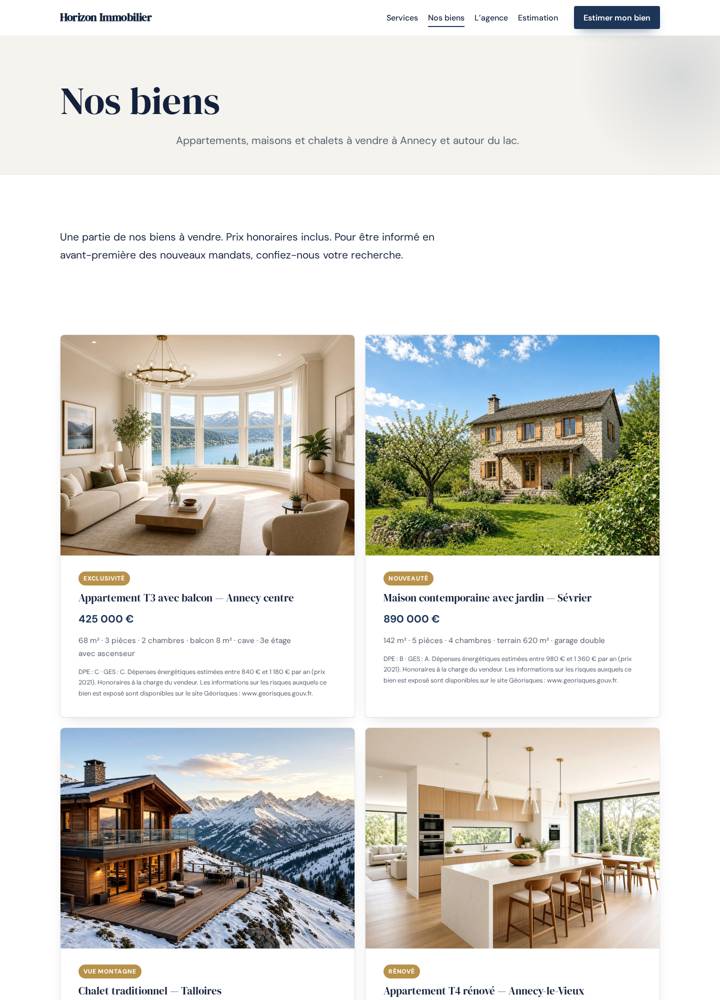 Horizon Immobilier
Services
Nos biens
L'agence
Estimation
Estimer mon bien
Nos biens
Appartements, maisons et chalets à vendre à Annecy et autour du lac.
Une partie de nos biens à vendre. Prix honoraires inclus. Pour être informé en
avant-première des nouveaux mandats, confiez-nous votre recherche.
EXCLUSIVITÉ
Appartement T3 avec balcon — Annecy centre
425 000 €
68 m² · 3 pièces · 2 chambres · balcon 8 m² · cave · 3e étage
avec ascenseur
DPE : C · GES : C. Dépenses énergétiques estimées entre 840 € et 1 180 € par an (prix
2021). Honoraires à la charge du vendeur. Les informations sur les risques auxquels ce
bien est exposé sont disponibles sur le site Géorisques : www.georisques.gouv.fr.
NOUVEAUTÉ
Maison contemporaine avec jardin — Sévrier
890 000 €
142 m² · 5 pièces · 4 chambres · terrain 620 m² · garage double
DPE : B · GES : A. Dépenses énergétiques estimées entre 980 € et 1 360 € par an (prix
2021). Honoraires à la charge du vendeur. Les informations sur les risques auxquels ce
bien est exposé sont disponibles sur le site Géorisques : www.georisques.gouv.fr.
VUE MONTAGNE
Chalet traditionnel — Talloires
RÉNOVÉ
Appartement T4 rénové — Annecy-le-Vieux